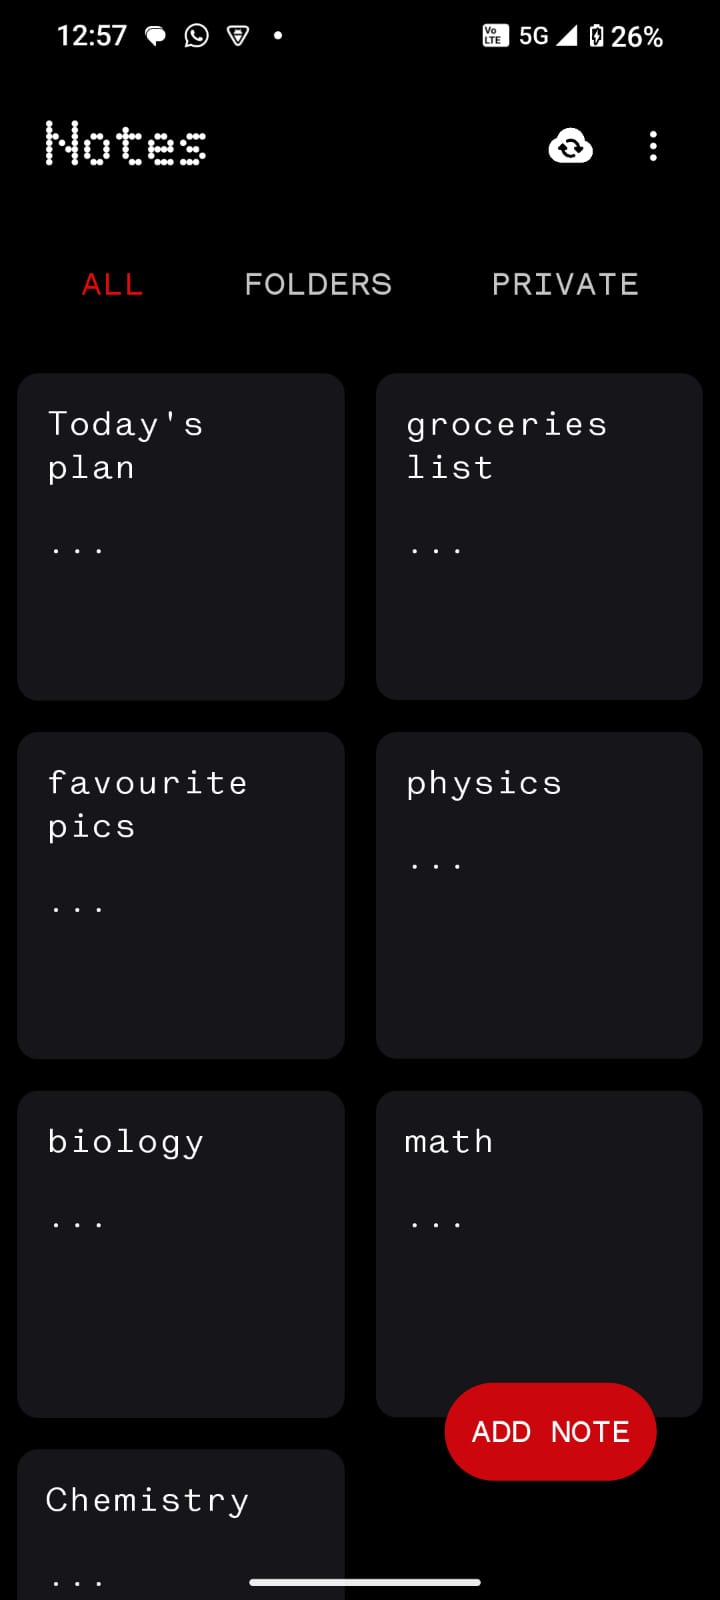 12:57 Vo LTE 5G 26%
Notes
ALL FOLDERS PRIVATE
Today's
plan
...
groceries
list
...
favourite
pics
...
physics
...
biology
...
math
...
ADD NOTE
Chemistry
...